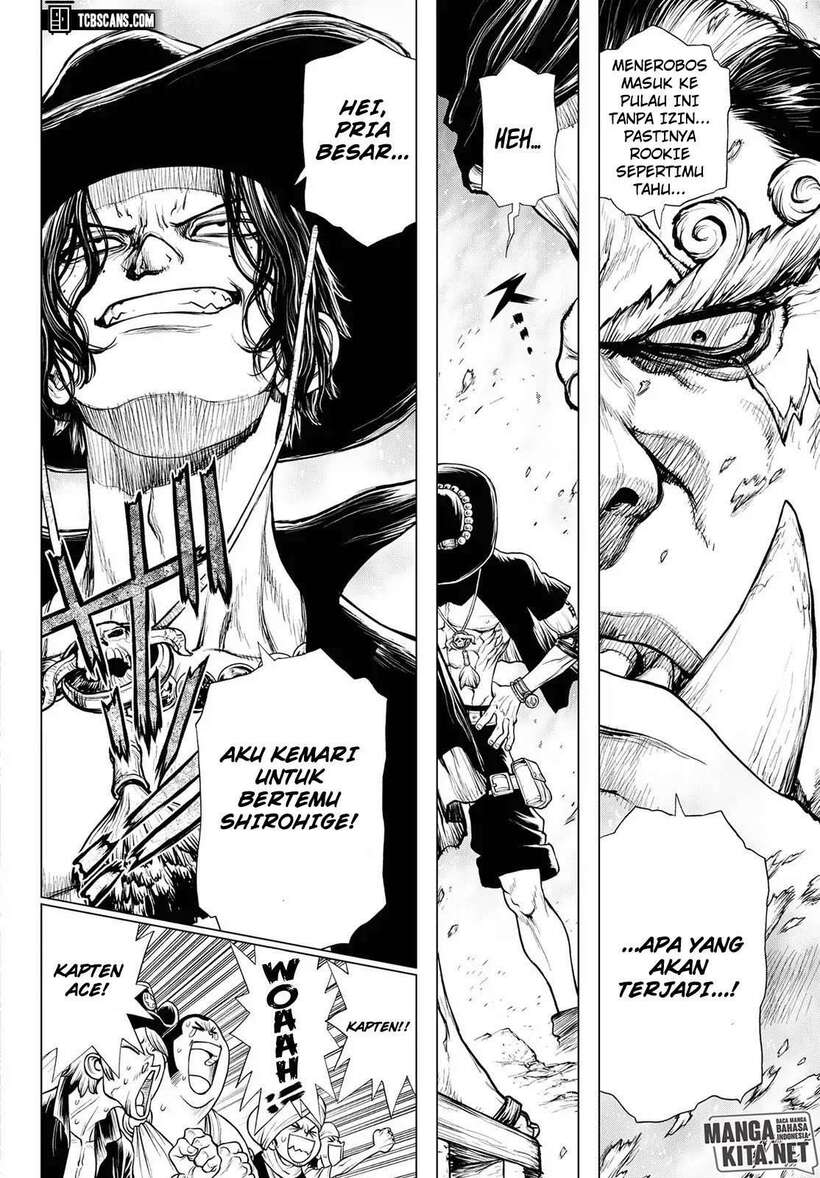 TCBSCANS.COM
MENEROBOS
MASUK KE
PULAU INI
TANPA IZIN...
PASTINYA
ROOKIE
SEPERTIMU
TAHU...
...APA YANG
AKAN
TERJADI...!
HEH...
ス...
HEI,
PRIA
BESAR...
AKU KEMARI
UNTUK
BERTEMU
SHIROHIGE!
KAPTEN!!
WOAAH!!
KAPTEN
ACE!
MANGA
KITA.NET
BACA MANGA
BAHASA
INDONESIA